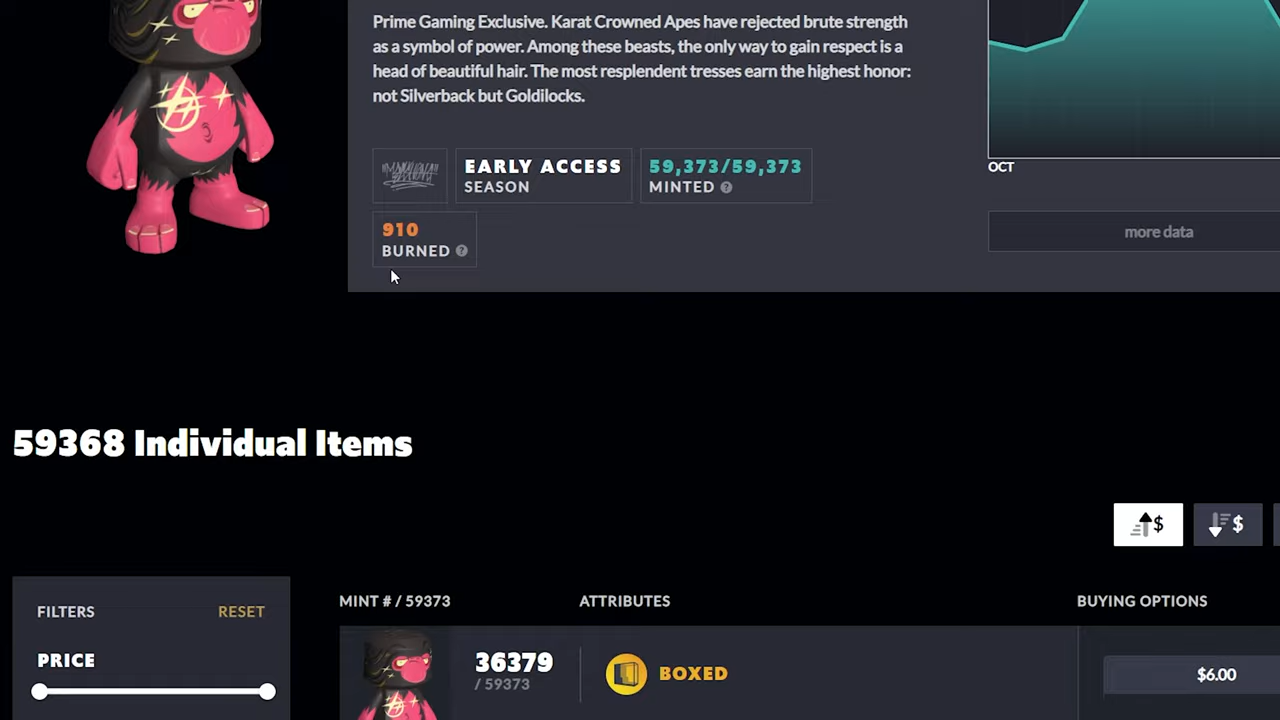 Prime Gaming Exclusive. Karat Crowned Apes have rejected brute strength
as a symbol of power. Among these beasts, the only way to gain respect is a
head of beautiful hair. The most resplendent tresses earn the highest honor:
not Silverback but Goldilocks.
EARLY ACCESS
SEASON
59,373/59,373
MINTED ?
910
BURNED ?
OCT
more data
59368 Individual Items
$
$
FILTERS
RESET
PRICE
MINT # / 59373
ATTRIBUTES
BUYING OPTIONS
36379
/ 59373
BOXED
$6.00